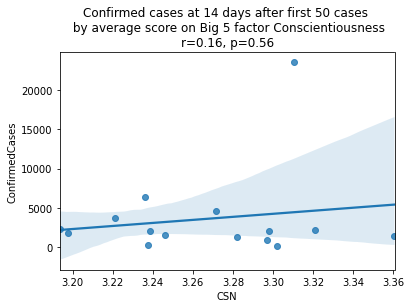 Confirmed cases at 14 days after first 50 cases
by average score on Big 5 factor Conscientiousness
r=0.16, p=0.56
ConfirmedCases
20000
15000
10000
5000
0
3.20 3.22 3.24 3.26 3.28 3.30 3.32 3.34 3.36
CSN